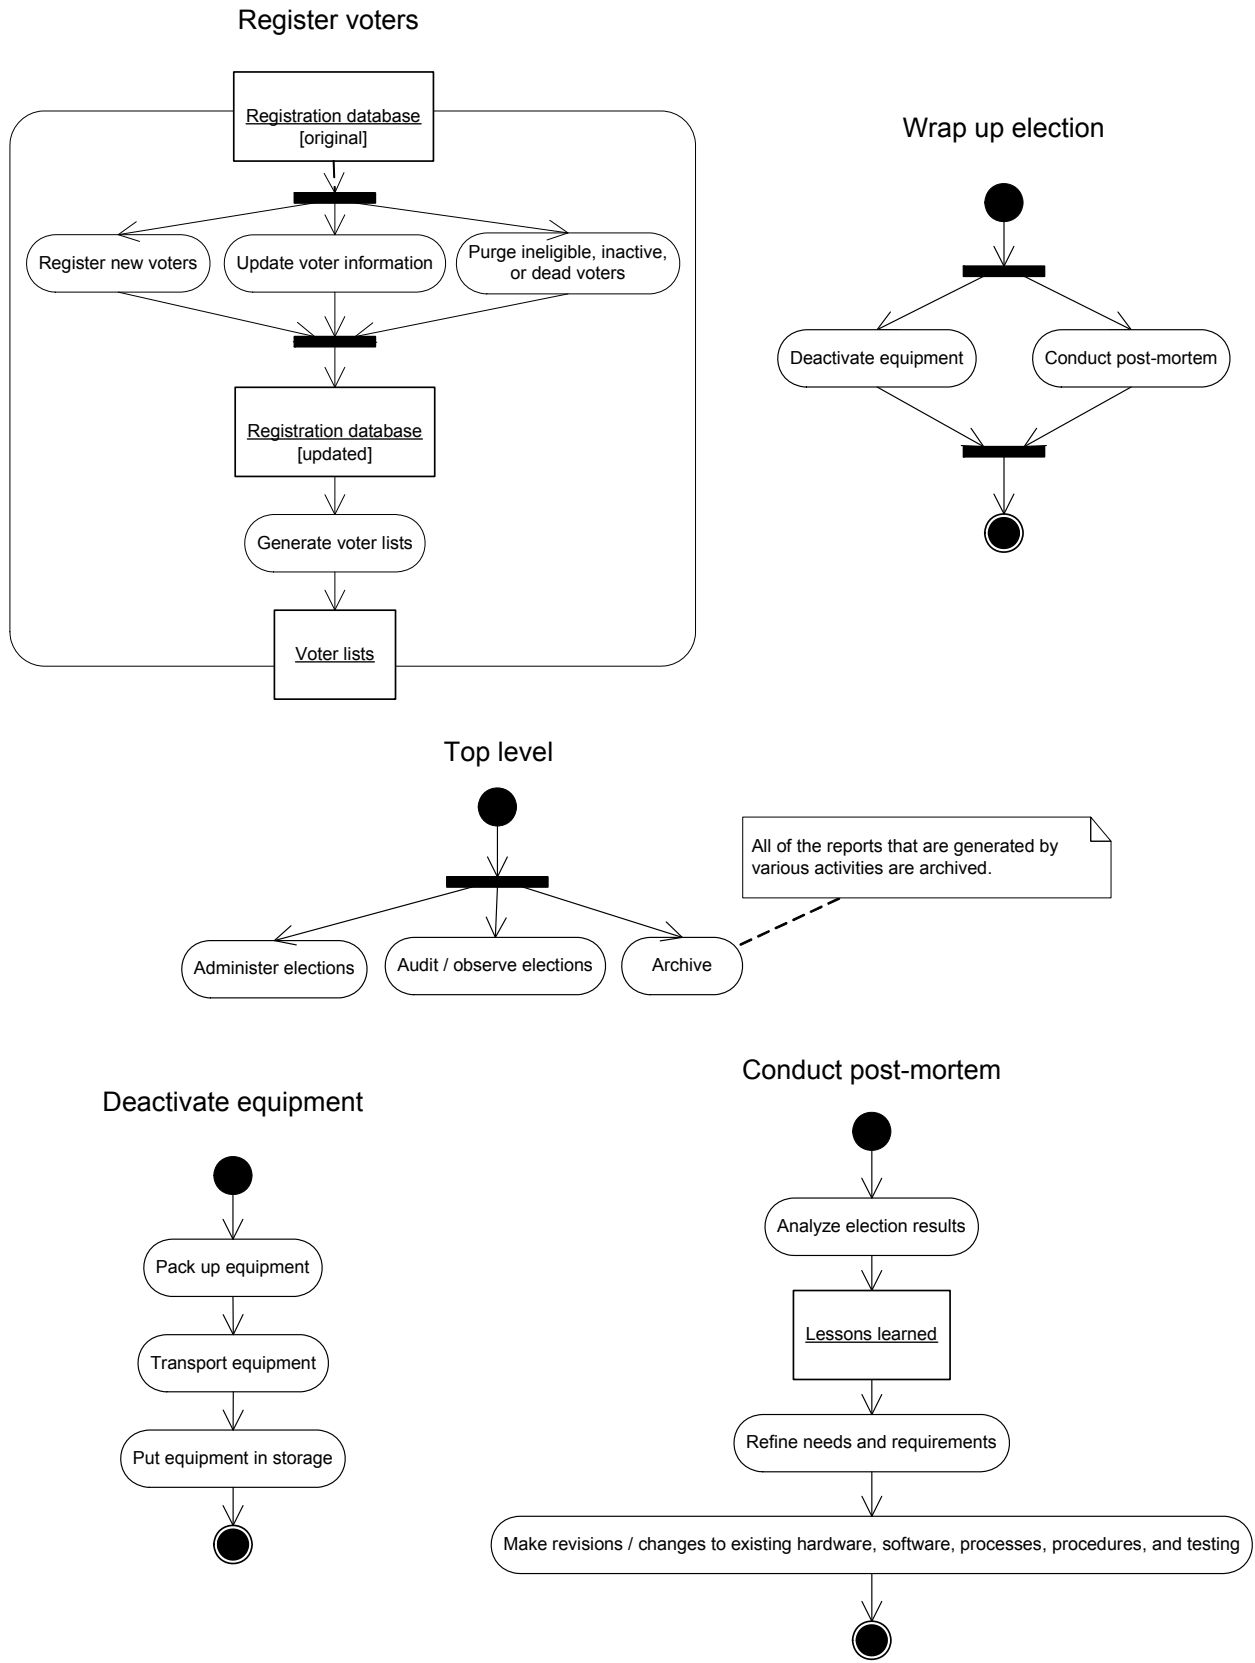 Register voters
Registration database
[original]
Register new voters
Update voter information
Purge ineligible, inactive,
or dead voters
Registration database
[updated]
Generate voter lists
Voter lists
Wrap up election
Deactivate equipment
Conduct post-mortem
Top level
All of the reports that are generated by
various activities are archived.
Administer elections
Audit / observe elections
Archive
Deactivate equipment
Pack up equipment
Transport equipment
Put equipment in storage
Conduct post-mortem
Analyze election results
Lessons learned
Refine needs and requirements
Make revisions / changes to existing hardware, software, processes, procedures, and testing